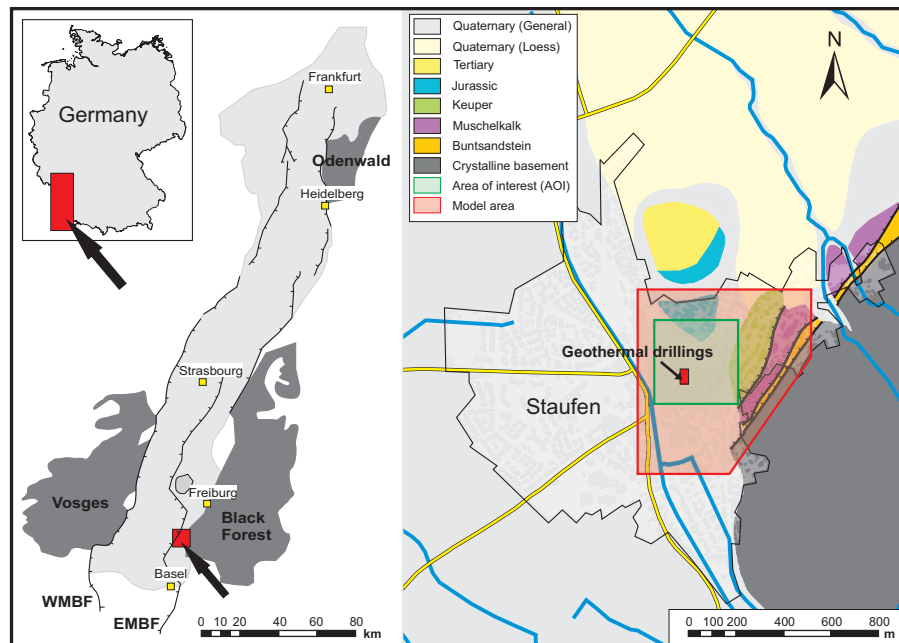 Germany
Frankfurt
Odenwald
Heidelberg
Strasbourg
Vosges
Freiburg
Black
Forest
Basel
WMBF
EMBF
0 10 20 40 60 80
km
Quaternary (General)
Quaternary (Loess)
Tertiary
Jurassic
Keuper
Muschelkalk
Buntsandstein
Crystalline basement
Area of interest (AOI)
Model area
N
Geothermal drillings
Staufen
0 100 200 400 600 800
m